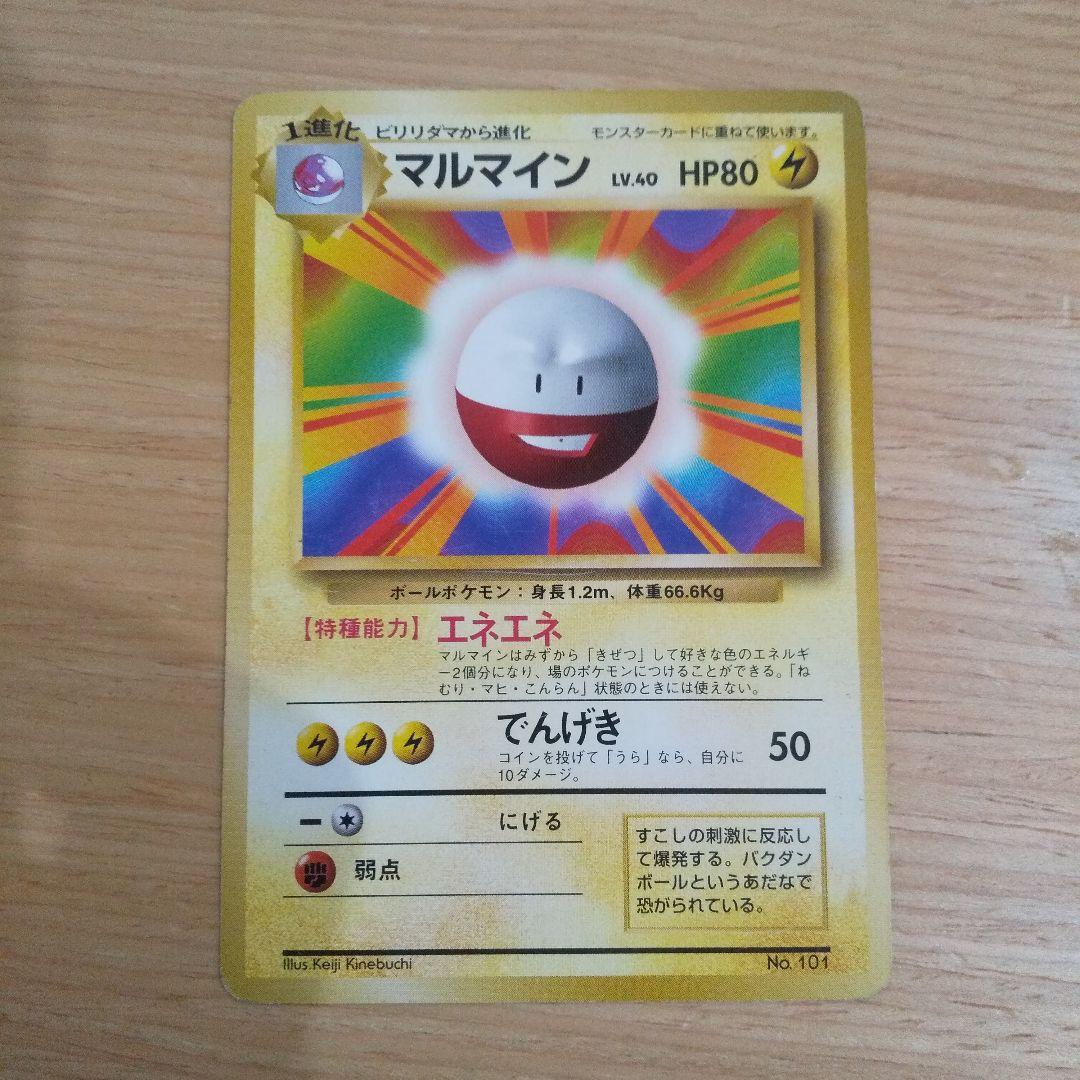 1進化 ビリリダマから進化 モンスターカードに重ねて使います。
マルマイン LV.40 HP80
ボールポケモン：身長1.2m、体重66.6Kg
【特種能力】エネエネ
マルマインはみずから「きぜつ」して好きな色のエネルギ
ー2個分になり、場のポケモンにつけることができる。「ね
むり・マヒ・こんらん」状態のときには使えない。
でんげき 50
コインを投げて「うら」なら、自分に
10ダメージ。
ー にげる
弱点
すこしの刺激に反応し
て爆発する。バクダン
ボールというあだなで
恐がられている。
Illus.Keiji Kinebuchi No. 101